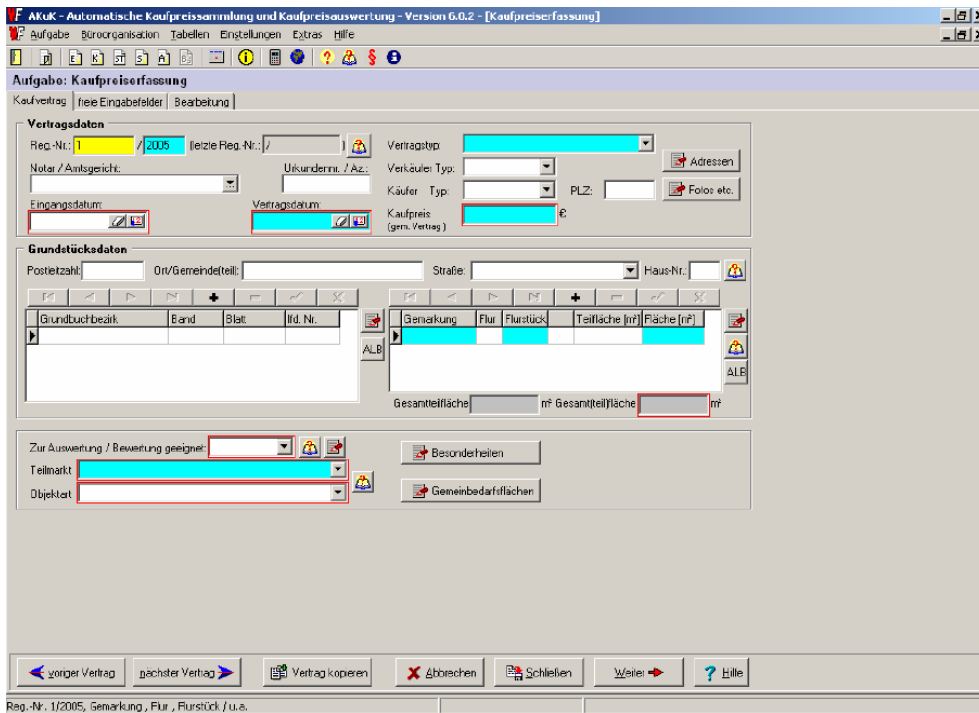 AKuK - Automatische Kaufpreissammlung und Kaufpreisauswertung - Version 6.0.2 - [Kaufpreiserfassung]
Aufgabe Büroorganisation Tabellen Einstellungen Extras Hilfe
Aufgabe: Kaufpreiserfassung
Kaufvertrag freie Eingabefelder Bearbeitung
Vertragsdaten
Reg.-Nr.: 1 / 2005 (letzte Reg.-Nr.: / ) Vertragstyp:
Notar / Amtsgericht: Urkundennr. / Az.: Verkäufer Typ: Adressen
Käufer Typ: PLZ: Fotos etc.
Eingangsdatum: Vertragsdatum: Kaufpreis €
(gem. Vertrag )
Grundstücksdaten
Postleitzahl: Ort/Gemeinde(teil): Straße: Haus-Nr.:
Grundbuchbezirk Band Blatt lfd. Nr. Gemarkung Flur Flurstück Teilfläche [m²] Fläche [m²]
ALB
ALB
Gesamtteilfläche m² Gesamt(teil)fläche m²
Zur Auswertung / Bewertung geeignet: Besonderheiten
Teilmarkt
Objektart Gemeinbedarfsflächen
voriger Vertrag nächster Vertrag Vertrag kopieren Abbrechen Schließen Weiter Hilfe
Reg.-Nr. 1/2005, Gemarkung , Flur , Flurstück / u.a.